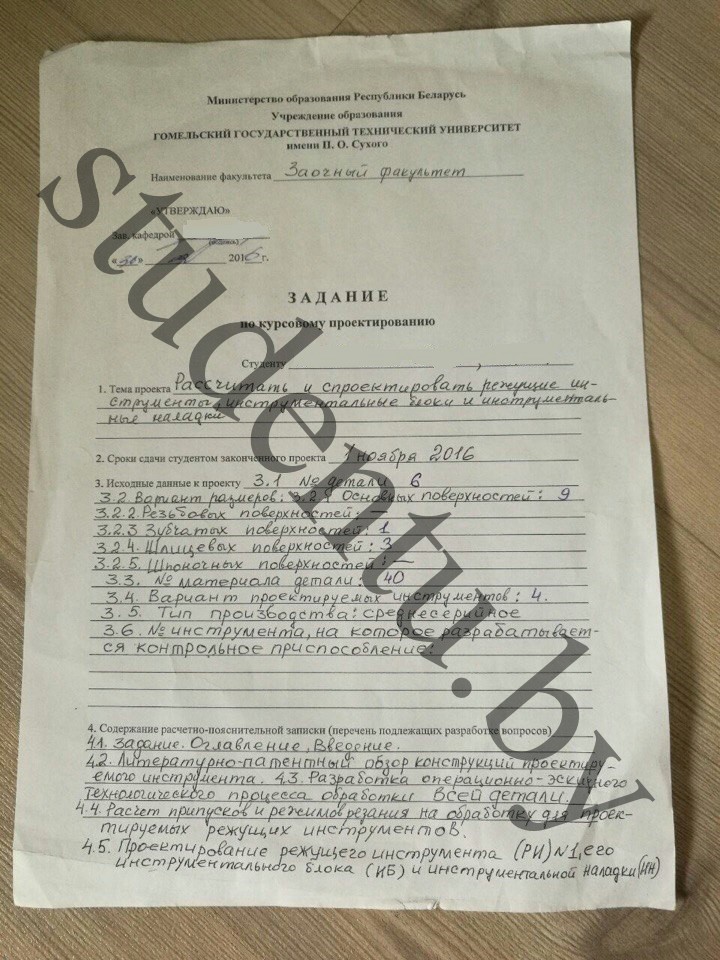 Министерство образования Республики Беларусь
Учреждение образования
ГОМЕЛЬСКИЙ ГОСУДАРСТВЕННЫЙ ТЕХНИЧЕСКИЙ УНИВЕРСИТЕТ
имени П. О. Сухого
Наименование факультета Заочный факультет
«УТВЕРЖДАЮ»
Зав. кафедрой
(подпись)
2016 г.
ЗАДАНИЕ
по курсовому проектированию
Студенту
1. Тема проекта Рассчитать и спроектировать режущие ин-
струменты, инструментальные блоки и инструменталь-
ные наладки
2. Сроки сдачи студентом законченного проекта 1 ноября 2016
3. Исходные данные к проекту 3.1 № детали 6
3.2. Вариант размеров: 3.2.1 Основных поверхностей: 9
3.2.2. Резьбовых поверхностей: —
3.2.3 Зубчатых поверхностей: 1
3.2.4. Шлицевых поверхностей: 3
3.2.5. Шпоночных поверхностей: —
3.3. № материала детали: 40
3.4. Вариант проектируемых инструментов: 4.
3.5. Тип производства: среднесерийное
3.6. № инструмента, на которое разрабатывает-
ся контрольное приспособление:
4. Содержание расчетно-пояснительной записки (перечень подлежащих разработке вопросов)
4.1. Задание. Оглавление, Введение.
4.2. Литературно-патентный обзор конструкций проектиру-
емого инструмента. 4.3. Разработка операционно-эскизного
технологического процесса обработки всей детали.
4.4. Расчет припусков и режимов резания на обработку для проек-
тируемых режущих инструментов.
4.5. Проектирование режущего инструмента (РИ) N1, его
инструментального блока (ИБ) и инструментальной наладки (ИН)
studentu.by